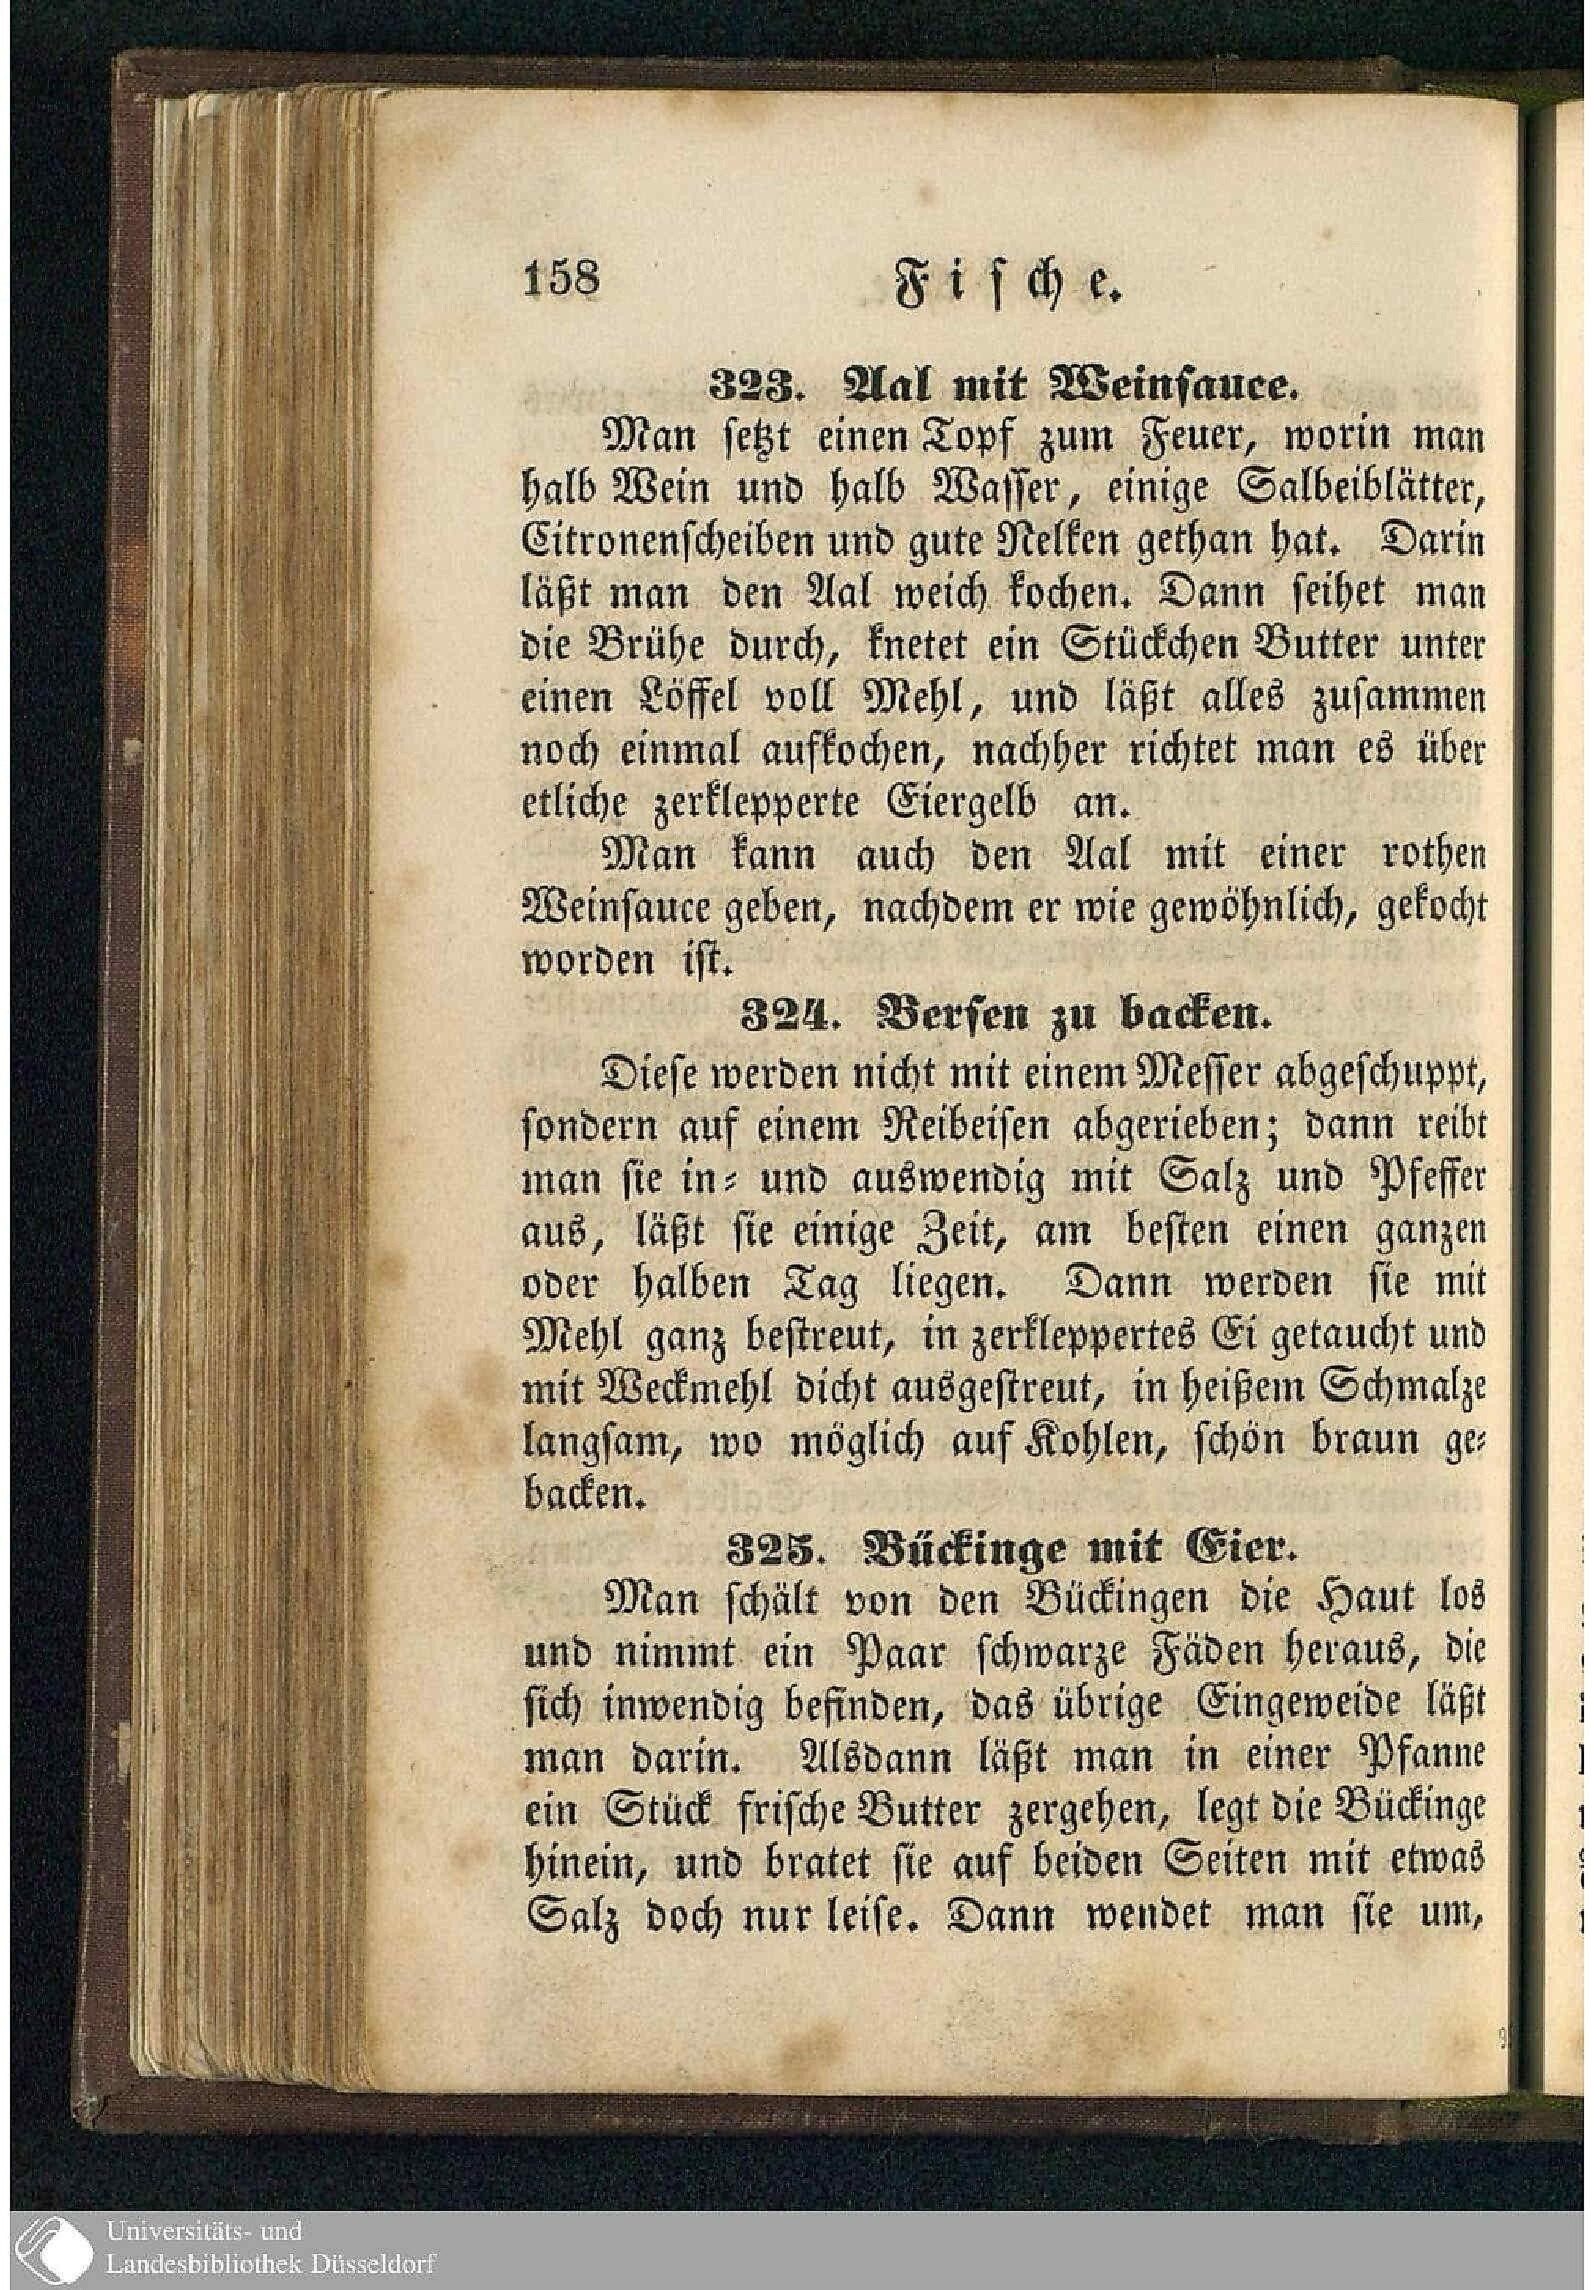 158 Fische.
323. Aal mit Weinsauce.
Man setzt einen Topf zum Feuer, worin man
halb Wein und halb Wasser, einige Salbeiblätter,
Citronenscheiben und gute Nelken gethan hat. Darin
läßt man den Aal weich kochen. Dann seihet man
die Brühe durch, knetet ein Stückchen Butter unter
einen Löffel voll Mehl, und läßt alles zusammen
noch einmal aufkochen, nachher richtet man es über
etliche zerklepperte Eiergelb an.
Man kann auch den Aal mit einer rothen
Weinsauce geben, nachdem er wie gewöhnlich, gekocht
worden ist.
324. Bersen zu backen.
Diese werden nicht mit einem Messer abgeschuppt,
sondern auf einem Reibeisen abgerieben; dann reibt
man sie in- und auswendig mit Salz und Pfeffer
aus, läßt sie einige Zeit, am besten einen ganzen
oder halben Tag liegen. Dann werden sie mit
Mehl ganz bestreut, in zerkleppertes Ei getaucht und
mit Weckmehl dicht ausgestreut, in heißem Schmalze
langsam, wo möglich auf Kohlen, schön braun ge-
backen.
325. Bückinge mit Eier.
Man schält von den Bückingen die Haut los
und nimmt ein Paar schwarze Fäden heraus, die
sich inwendig befinden, das übrige Eingeweide läßt
man darin. Alsdann läßt man in einer Pfanne
ein Stück frische Butter zergehen, legt die Bückinge
hinein, und bratet sie auf beiden Seiten mit etwas
Salz doch nur leise. Dann wendet man sie um,
Universitäts- und
Landesbibliothek Düsseldorf